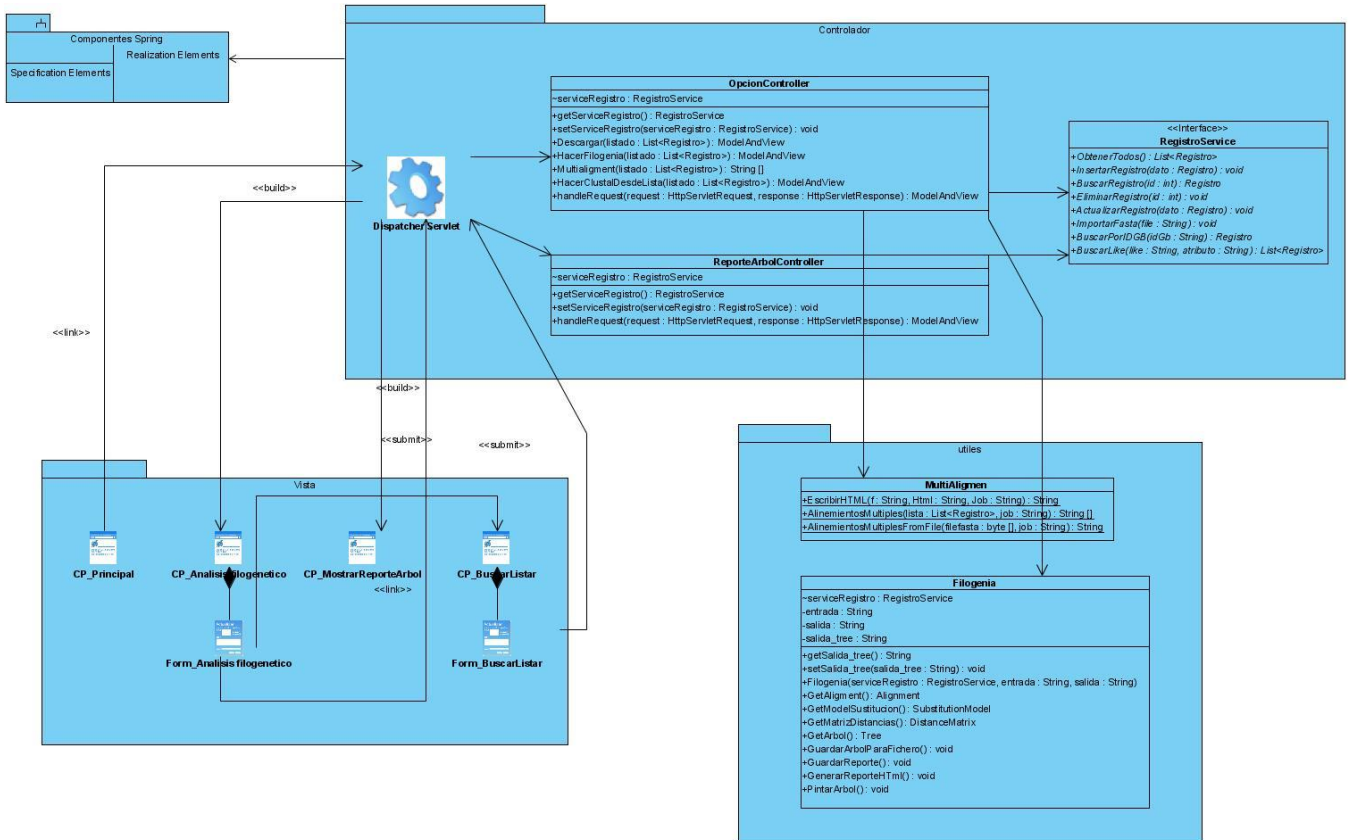 Componentes Spring
Realization Elements
Specification Elements
Controlador
OpcionController
~serviceRegistro : RegistroService
+getServiceRegistro() : RegistroService
+setServiceRegistro(serviceRegistro : RegistroService) : void
+Descargar(listado : List<Registro>) : ModelAndView
+HacerFilogenia(listado : List<Registro>) : ModelAndView
+Multialigment(listado : List<Registro>) : String []
+HacerClustalDesdeLista(listado : List<Registro>) : ModelAndView
+handleRequest(request : HttpServletRequest, response : HttpServletResponse) : ModelAndView
<<Interface>>
RegistroService
+ObtenerTodos() : List<Registro>
+InsertarRegistro(dato : Registro) : void
+BuscarRegistro(id : int) : Registro
+EliminarRegistro(id : int) : void
+ActualizarRegistro(dato : Registro) : void
+ImportarFasta(file : String) : void
+BuscarPorIDGB(idGb : String) : Registro
+BuscarLike(like : String, atributo : String) : List<Registro>
<<build>>
Dispatcher Servlet
ReporteArbolController
~serviceRegistro : RegistroService
+getServiceRegistro() : RegistroService
+setServiceRegistro(serviceRegistro : RegistroService) : void
+handleRequest(request : HttpServletRequest, response : HttpServletResponse) : ModelAndView
<<link>>
<<build>>
<<submit>>
<<submit>>
Vista
CP_Principal
CP_Analisis filogenetico
CP_MostrarReporteArbol
CP_BuscarListar
<<link>>
Form_Analisis filogenetico
Form_BuscarListar
utiles
MultiAligmen
+EscribirHTML(f : String, Html : String, Job : String) : String
+AlinemientosMultiples(lista : List<Registro>, job : String) : String []
+AlinemientosMultiplesFromFile(filefasta : byte [], job : String) : String
Filogenia
~serviceRegistro : RegistroService
-entrada : String
-salida : String
-salida_tree : String
+getSalida_tree() : String
+setSalida_tree(salida_tree : String) : void
+Filogenia(serviceRegistro : RegistroService, entrada : String, salida : String)
+GetAligment() : Alignment
+GetModelSustitucion() : SubstitutionModel
+GetMatrizDistancias() : DistanceMatrix
+GetArbol() : Tree
+GuardarArbolParaFichero() : void
+GuardarReporte() : void
+GenerarReporteHTml() : void
+PintarArbol() : void